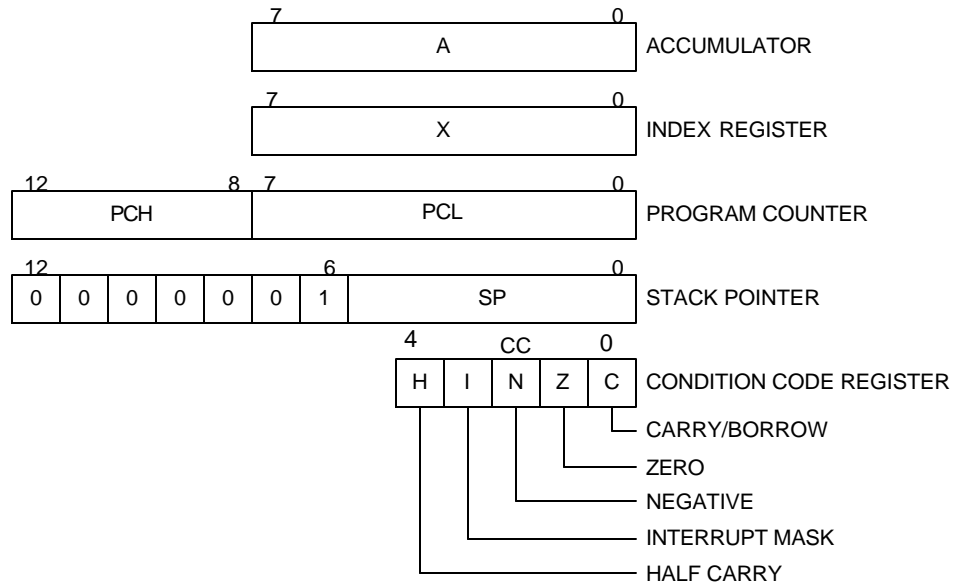 7 0
A ACCUMULATOR
7 0
X INDEX REGISTER
12 8 7 0
PCH PCL PROGRAM COUNTER
12 6 0
0 0 0 0 0 0 1 SP STACK POINTER
4 CC 0
H I N Z C CONDITION CODE REGISTER
CARRY/BORROW
ZERO
NEGATIVE
INTERRUPT MASK
HALF CARRY